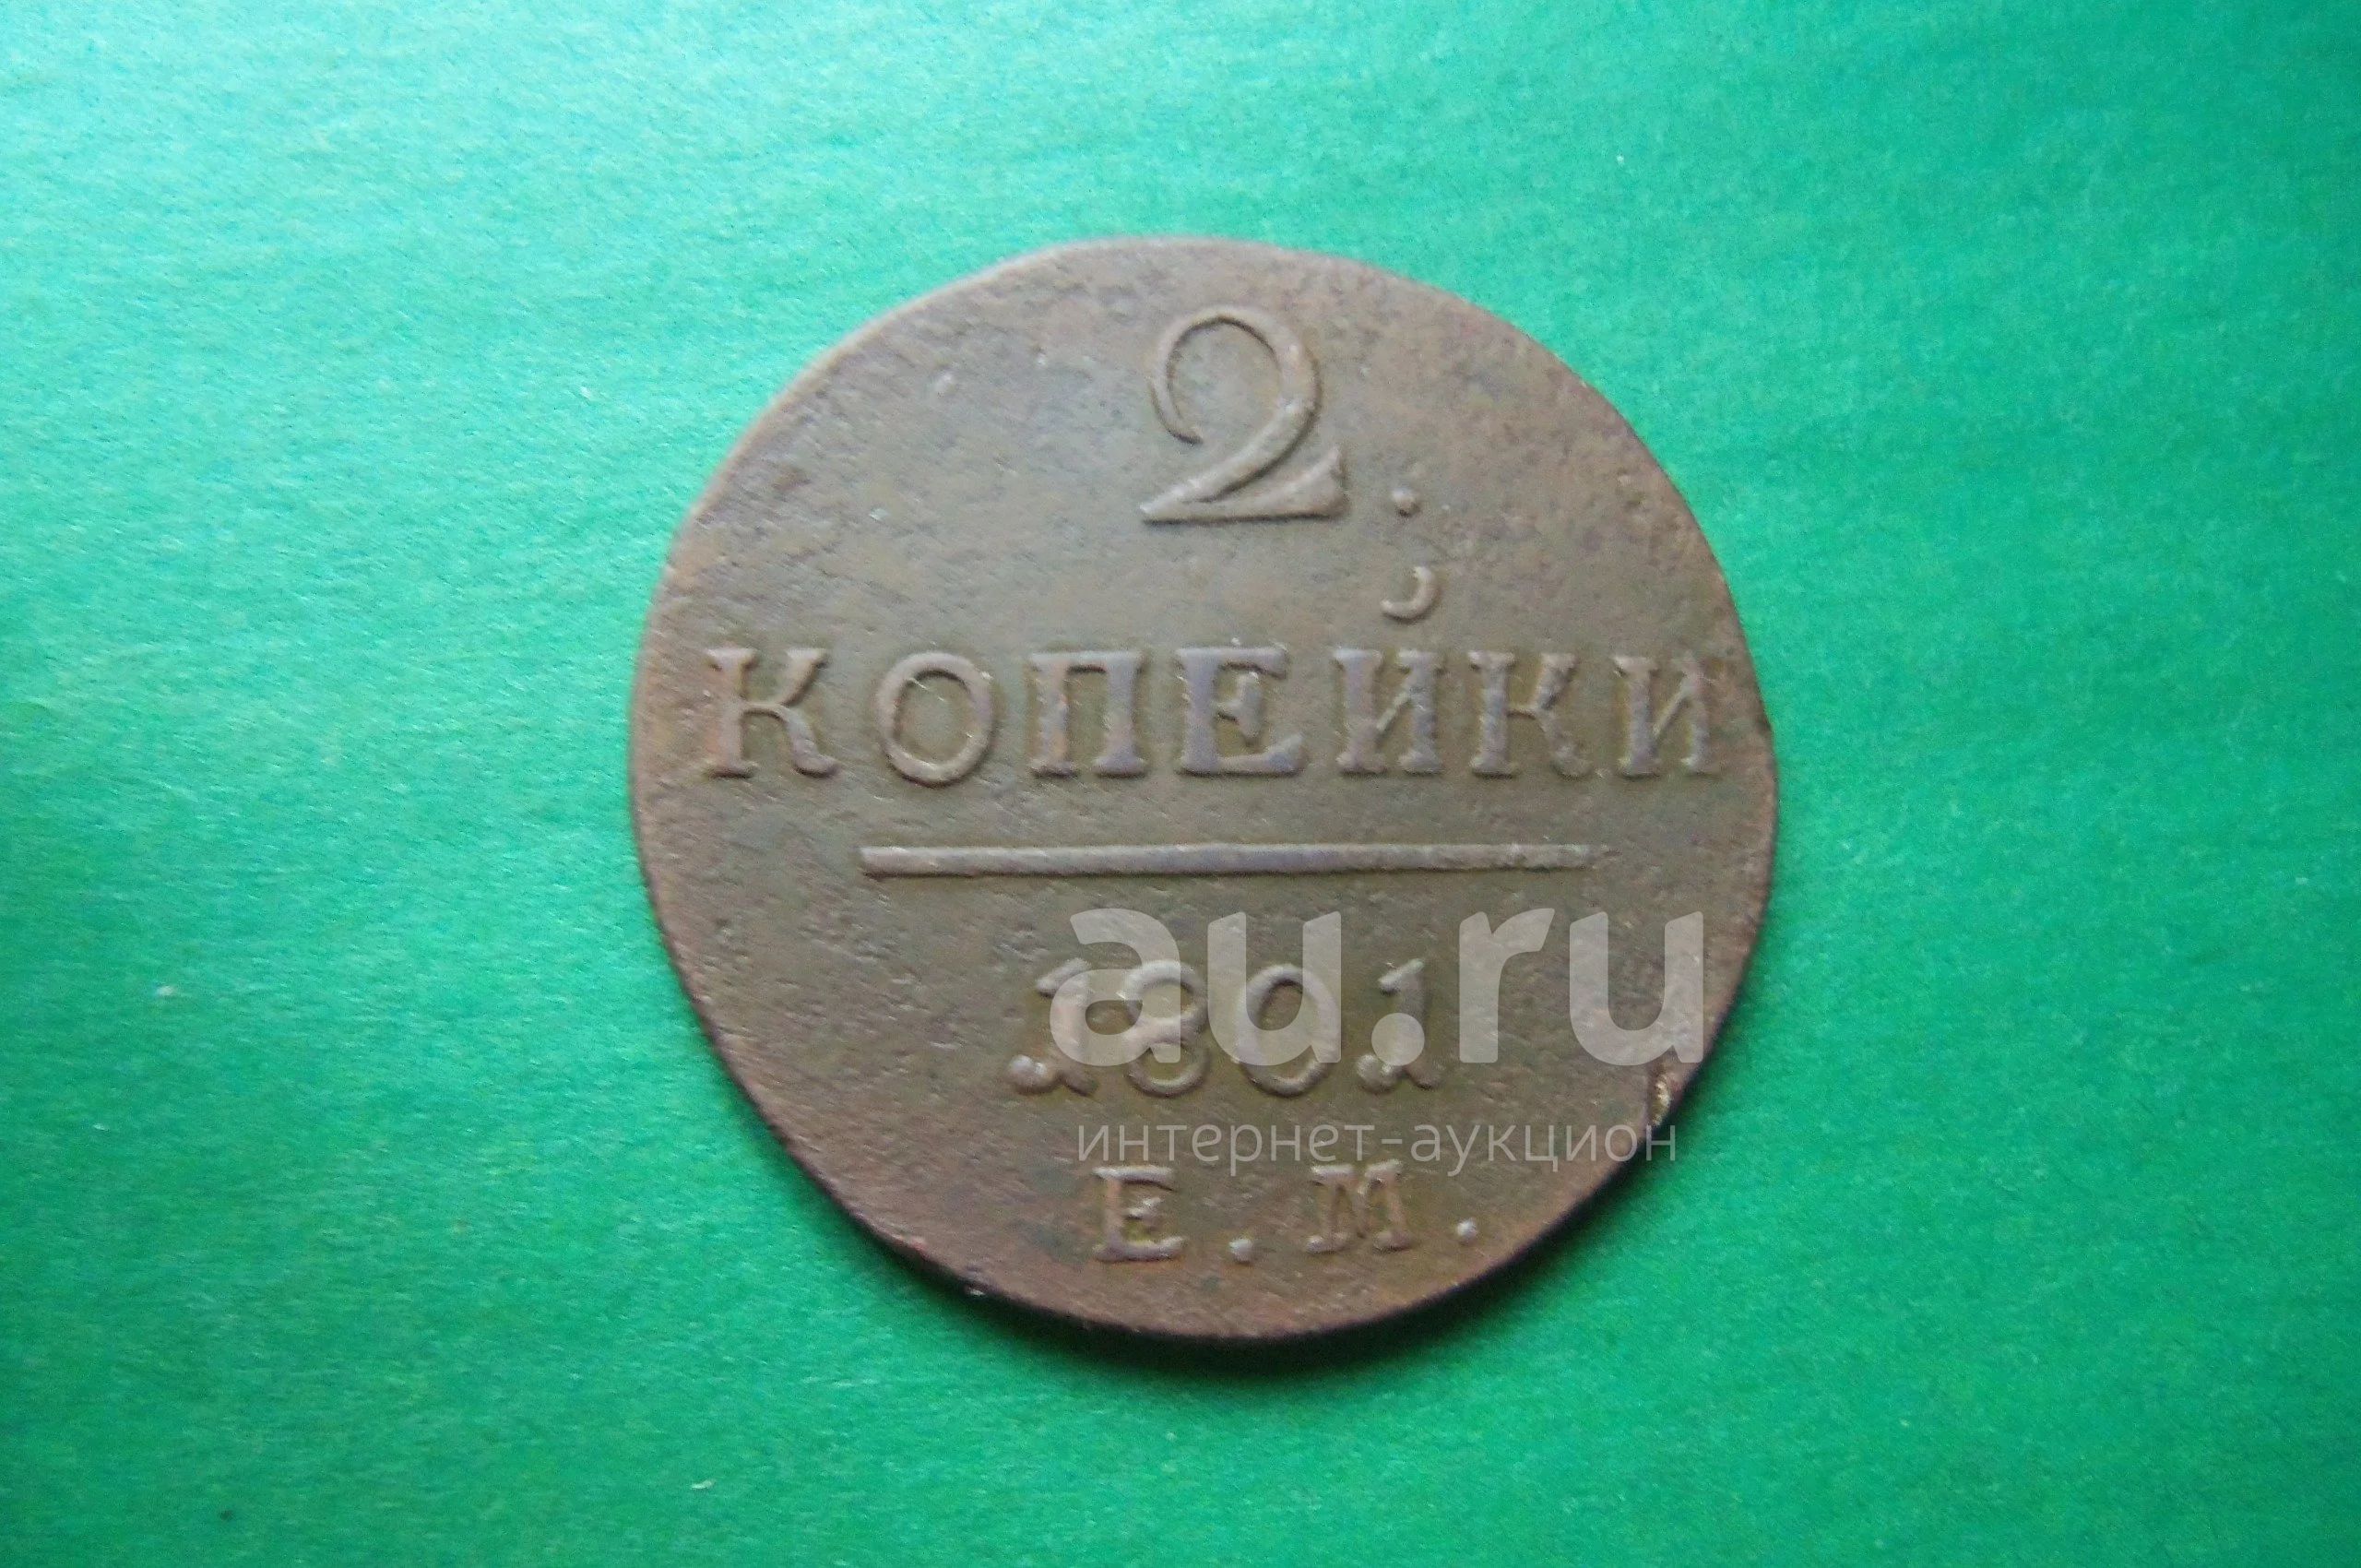 2.
КОПЕЙКИ
1801
Е.М.
au.ru
интернет-аукцион